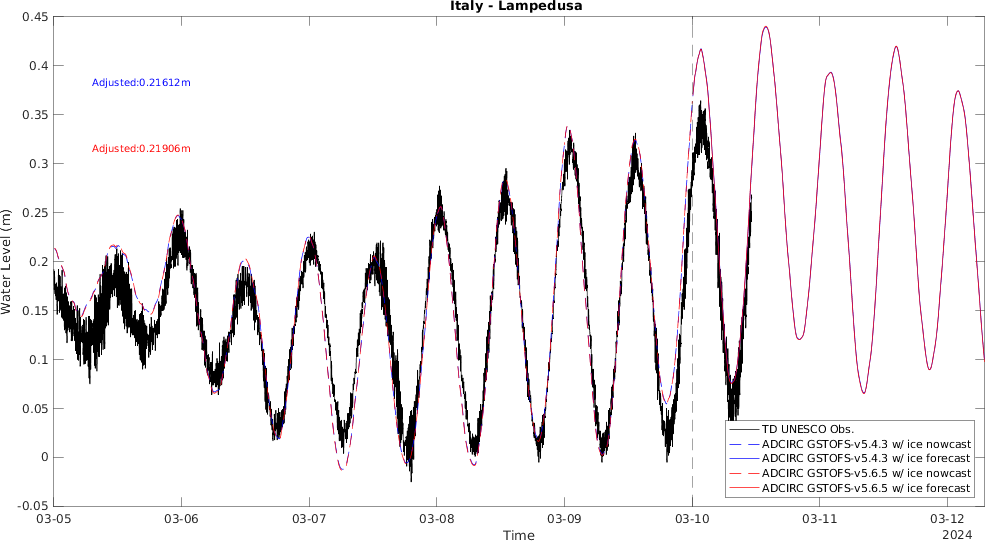 Italy - Lampedusa
0.45
0.4
0.35
0.3
0.25
0.2
0.15
0.1
0.05
0
-0.05
Water Level (m)
Adjusted:0.21612m
Adjusted:0.21906m
TD UNESCO Obs.
ADCIRC GSTOFS-v5.4.3 w/ ice nowcast
ADCIRC GSTOFS-v5.4.3 w/ ice forecast
ADCIRC GSTOFS-v5.6.5 w/ ice nowcast
ADCIRC GSTOFS-v5.6.5 w/ ice forecast
03-05 03-06 03-07 03-08 03-09 03-10 03-11 03-12
Time
2024